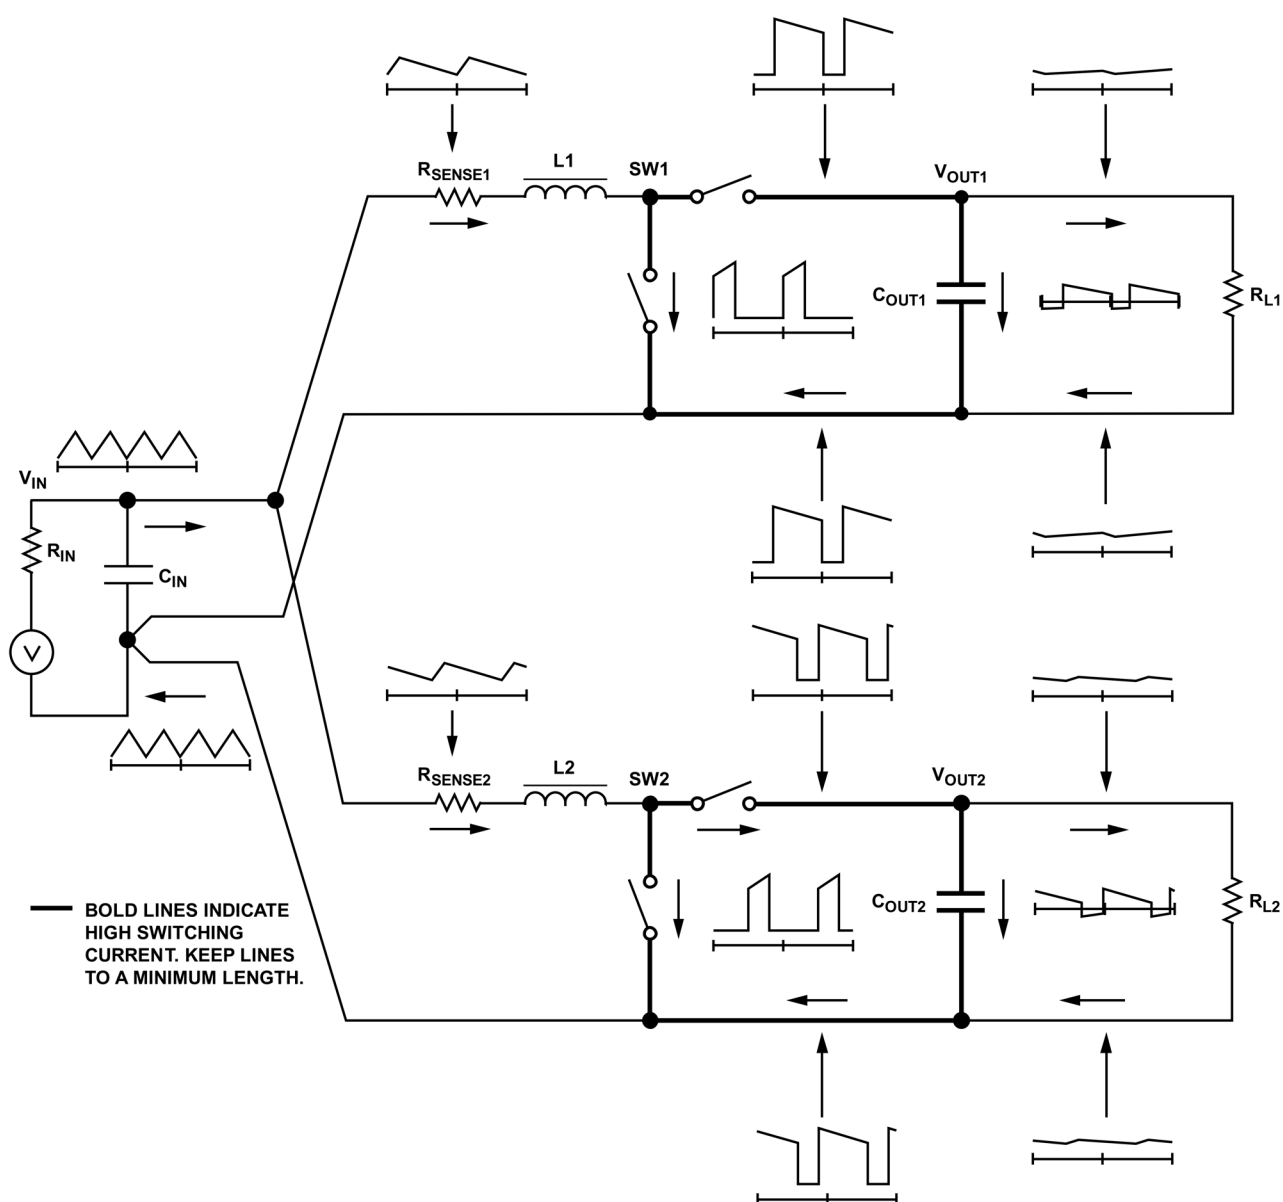 RSENSE1
L1
SW1
VOUT1
COUT1
RL1
VIN
RIN
CIN
V
RSENSE2
L2
SW2
VOUT2
COUT2
RL2
BOLD LINES INDICATE
HIGH SWITCHING
CURRENT. KEEP LINES
TO A MINIMUM LENGTH.